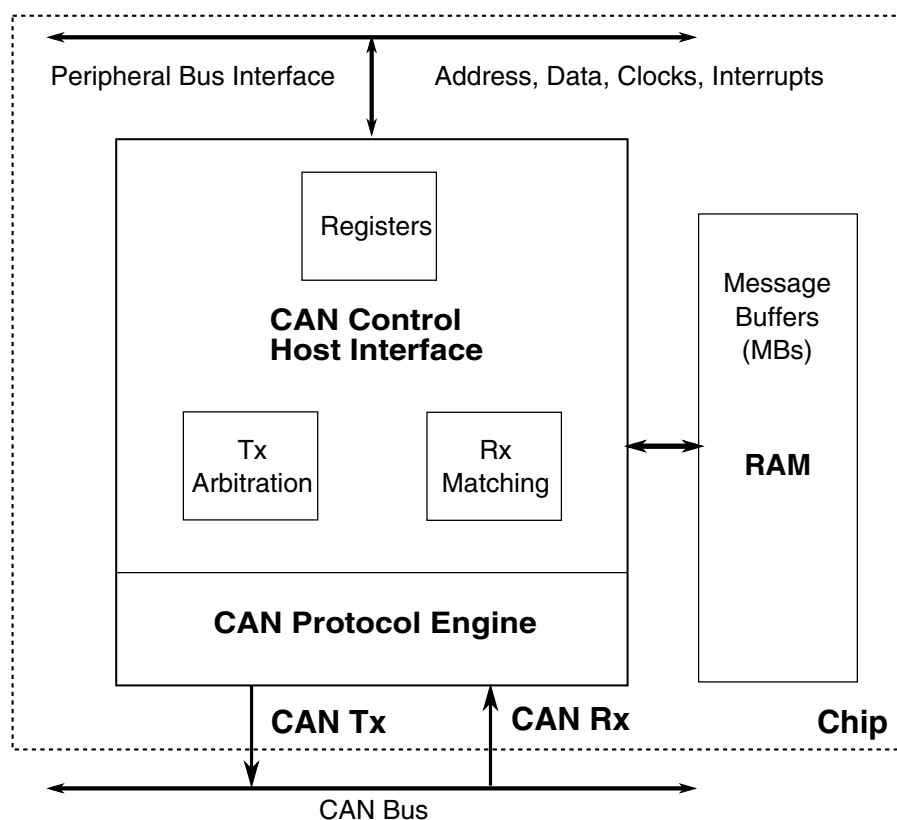 Peripheral Bus Interface
Address, Data, Clocks, Interrupts
Registers
CAN Control
Host Interface
Message
Buffers
(MBs)
RAM
Tx
Arbitration
Rx
Matching
CAN Protocol Engine
CAN Tx
CAN Rx
Chip
CAN Bus